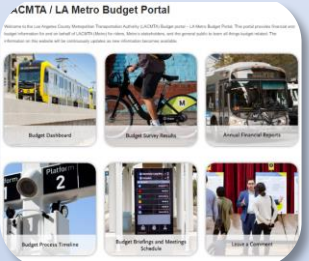 ACMTA / LA Metro Budget Portal
Welcome to the Los Angeles County Metropolitan Transportation Authority (LACMTA) Budget portal - LA Metro Budget Portal. This portal provides financial and
budget information for and on behalf of LACMTA (Metro) for riders, Metro's stakeholders, and the general public to learn all things budget related. The
information on this website will be continuously updated as new information becomes available.
Budget Dashboard
Budget Survey Results
Annual Financial Reports
Platform
2
Budget Process Timeline
Budget Briefings and Meetings
Schedule
Leave a Comment